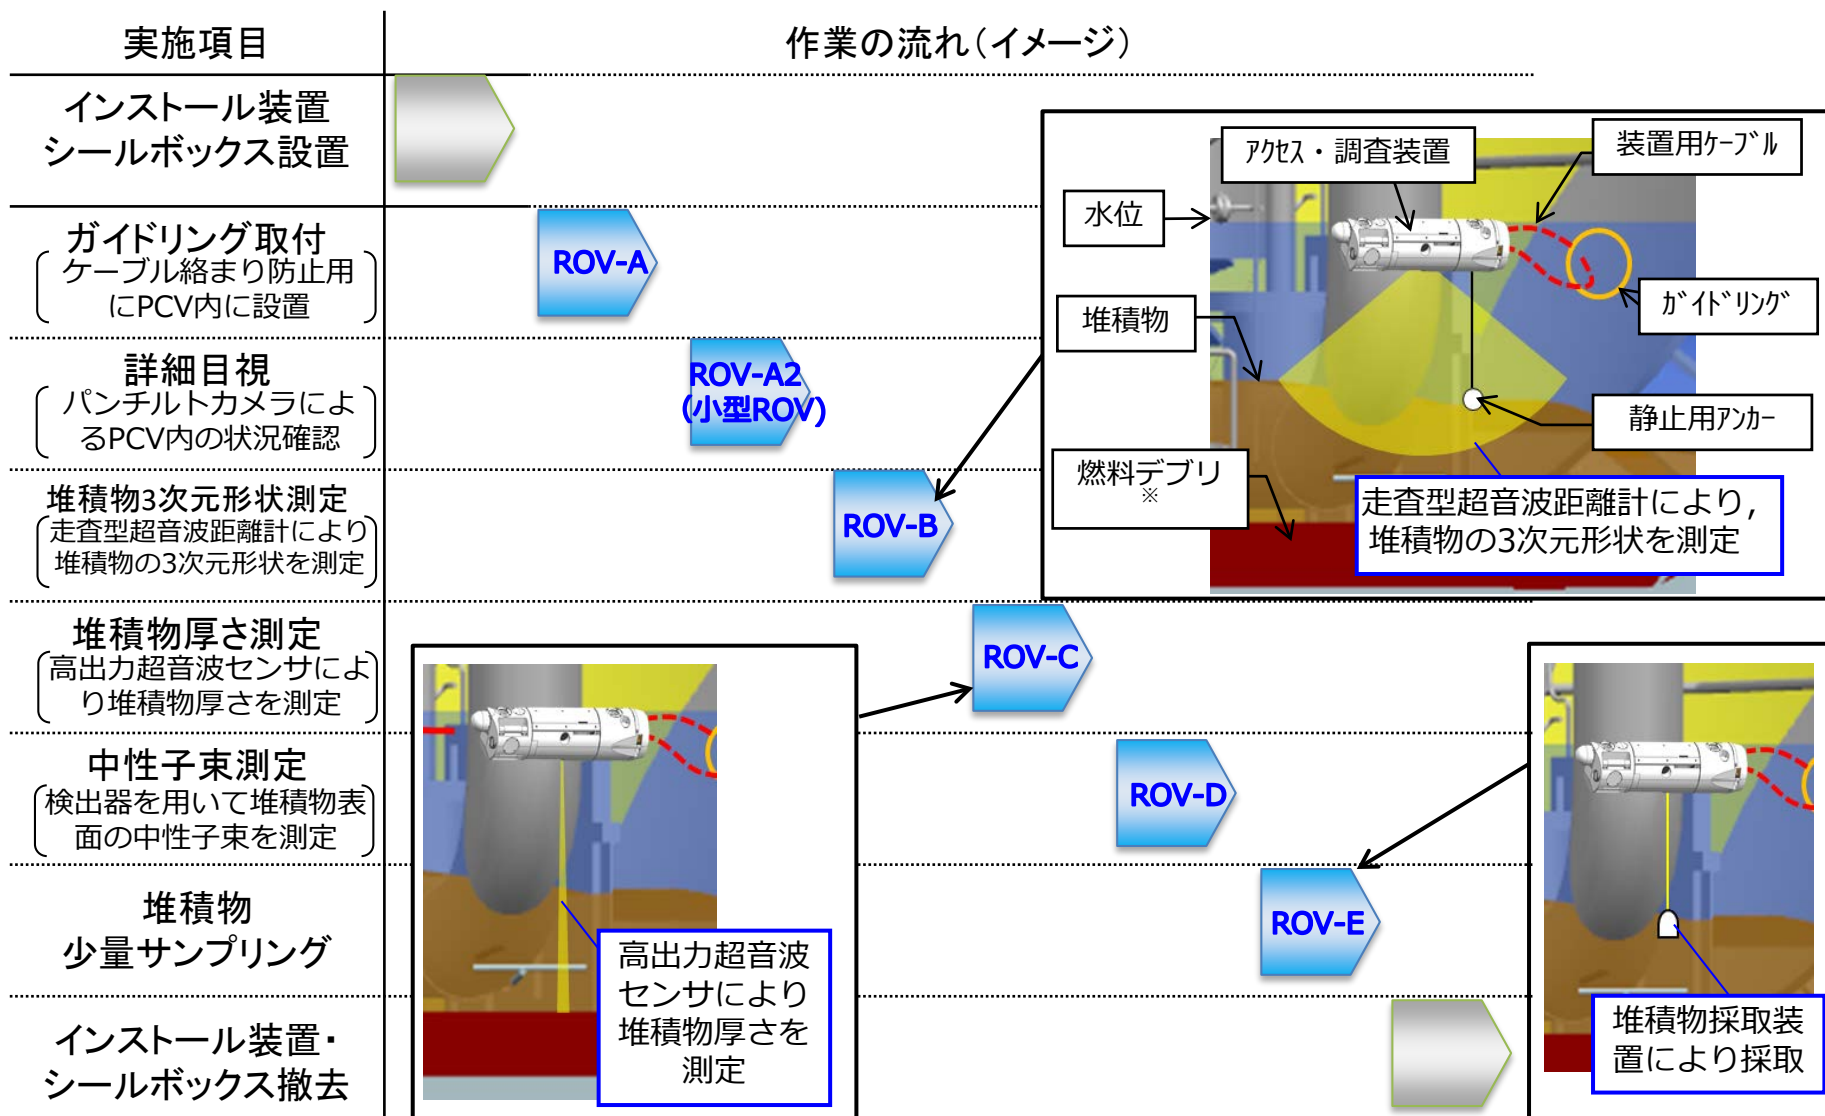 実施項目
作業の流れ（イメージ）
インストール装置
シールボックス設置
ガイドリング取付
ケーブル絡まり防止用
にPCV内に設置
ROV-A
詳細目視
パンチルトカメラによ
るPCV内の状況確認
ROV-A2
(小型ROV)
堆積物3次元形状測定
走査型超音波距離計により
堆積物の3次元形状を測定
ROV-B
アクセス・調査装置
装置用ケーブル
水位
堆積物
ガイドリング
静止用アンカー
燃料デブリ
※
走査型超音波距離計により,
堆積物の3次元形状を測定
堆積物厚さ測定
高出力超音波センサによ
り堆積物厚さを測定
ROV-C
中性子束測定
検出器を用いて堆積物表
面の中性子束を測定
ROV-D
堆積物
少量サンプリング
ROV-E
高出力超音波
センサにより
堆積物厚さを
測定
堆積物採取装
置により採取
インストール装置・
シールボックス撤去